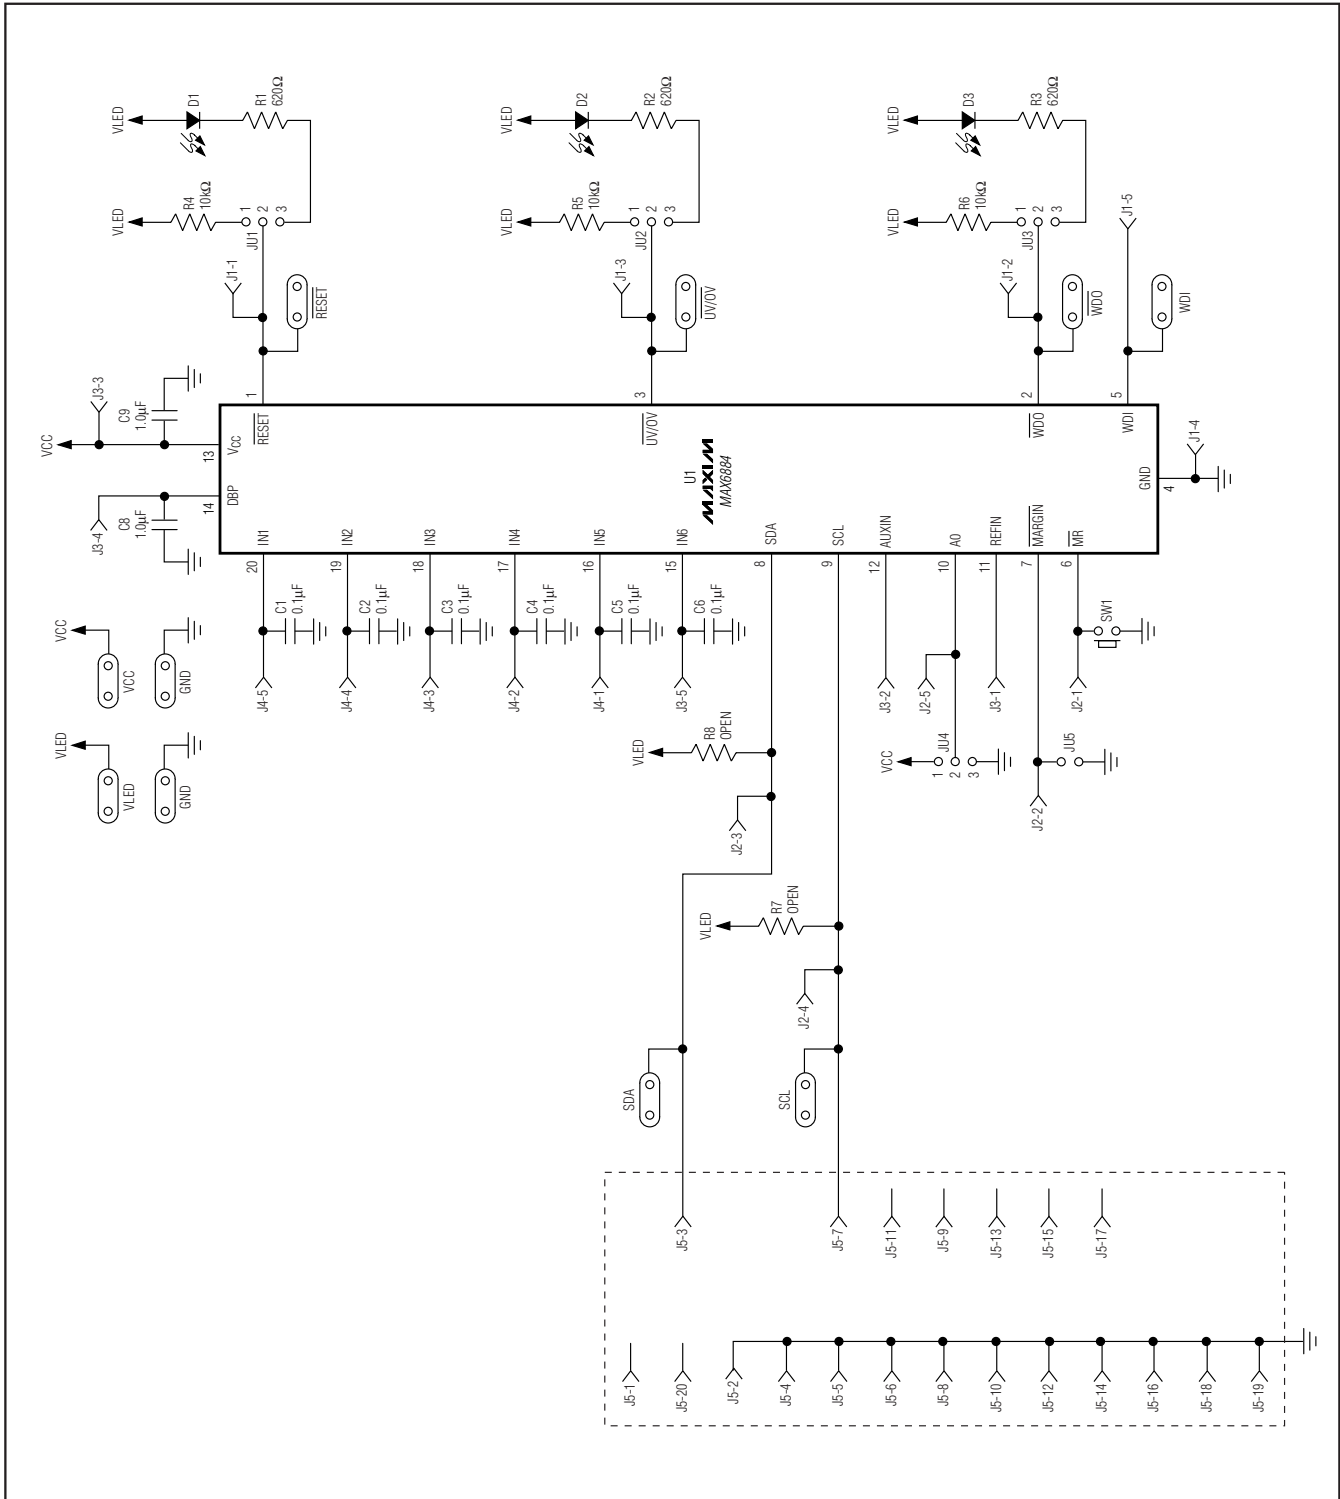 VLED
D1
R1
620Ω
VLED
R4
10kΩ
1
2
3
JU1
J1-1
RESET
VLED
D2
R2
620Ω
VLED
R5
10kΩ
1
2
3
JU2
J1-3
UV/OV
VLED
D3
R3
620Ω
VLED
R6
10kΩ
1
2
3
JU3
J1-2
WDO
J1-5
WDI
VCC
J3-3
C9
1.0µF
13
VCC
J3-4
C8
1.0µF
14
DBP
1
RESET
3
UV/OV
2
WDO
5
WDI
U1
MAXIM
MAX6884
GND
4
J1-4
IN1
20
IN2
19
IN3
18
IN4
17
IN5
16
IN6
15
SDA
8
SCL
9
AUXIN
12
A0
10
REFIN
11
MARGIN
7
MR
6
C1
0.1µF
J4-5
C2
0.1µF
J4-4
C3
0.1µF
J4-3
C4
0.1µF
J4-2
C5
0.1µF
J4-1
C6
0.1µF
J3-5
VCC
VCC
GND
VLED
VLED
GND
VLED
R8
OPEN
J2-3
VLED
R7
OPEN
J2-4
J3-2
J2-5
J3-1
VCC
JU4
1
2
3
JU5
J2-2
SW1
J2-1
SDA
SCL
J5-3
J5-7
J5-11
J5-9
J5-13
J5-15
J5-17
J5-1
J5-20
J5-2
J5-4
J5-5
J5-6
J5-8
J5-10
J5-12
J5-14
J5-16
J5-18
J5-19